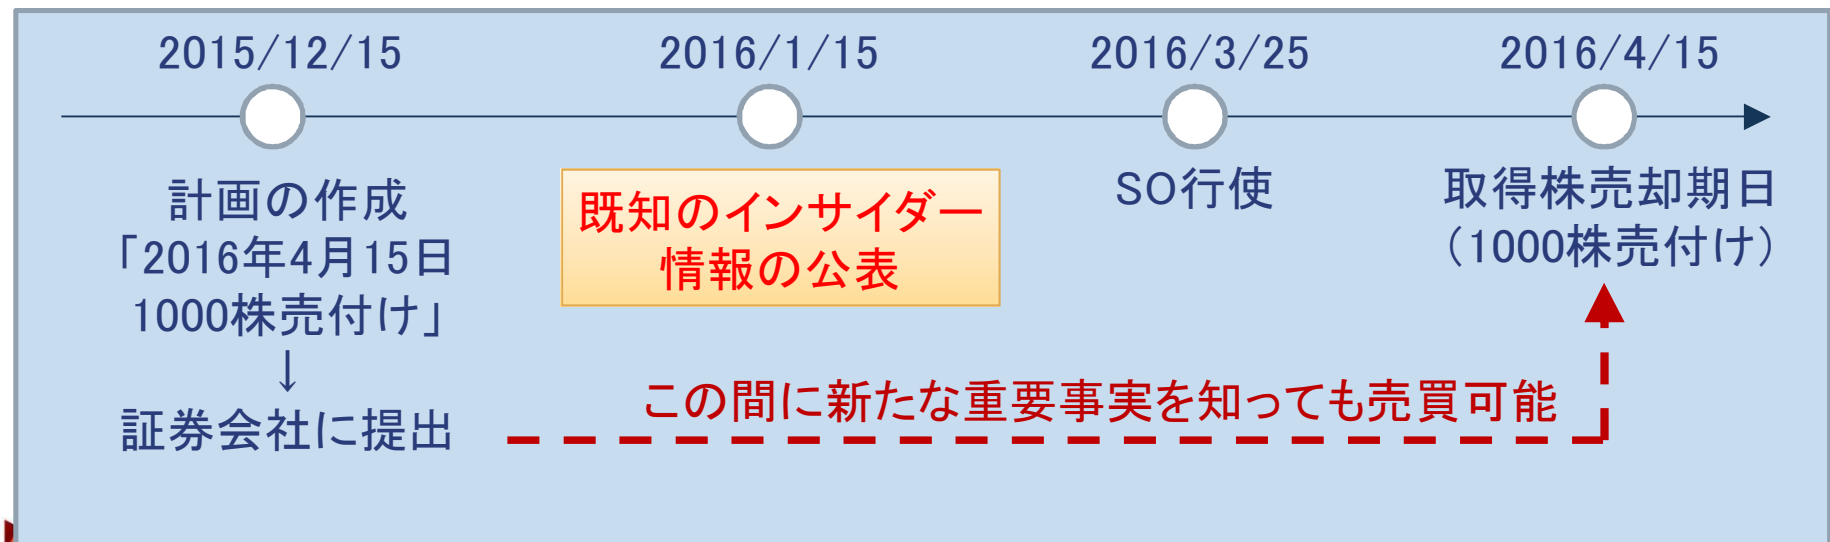 2015/12/15
2016/1/15
2016/3/25
2016/4/15
計画の作成
「2016年4月15日
1000株売付け」
↓
証券会社に提出
既知のインサイダー
情報の公表
SO行使
取得株売却期日
(1000株売付け)
この間に新たな重要事実を知っても売買可能